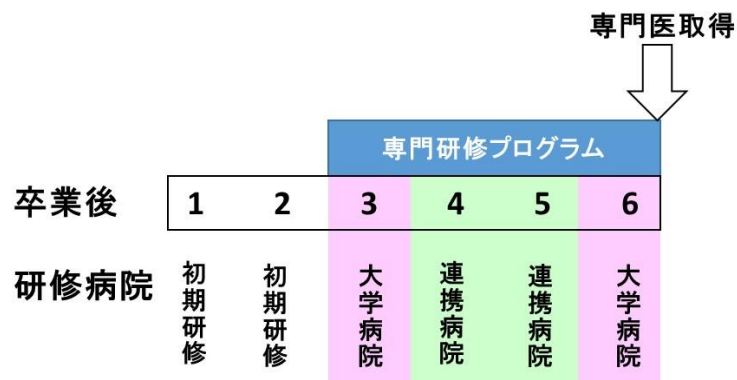 専門医取得
専門研修プログラム
卒業後 1 2 3 4 5 6
研修病院 初期研修 初期研修 大学病院 連携病院 連携病院 大学病院